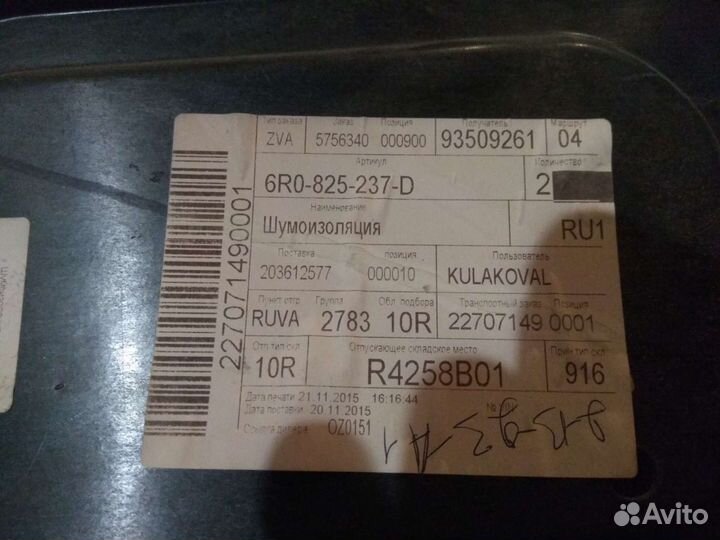 Тип заказа Заказ Позиция Получатель Маршрут
ZVA 5756340 000900 93509261 04
Артикул Количество
6R0-825-237-D 2
Наименование
Шумоизоляция RU1
Поставка позиция Пользователь
203612577 000010 KULAKOVAL
Пункт отгр Группа Обл. подбора Транспортный заказ Позиция
RUVA 2783 10R 22707149 0001
Отп тип скл Отпускающее складское место Прин тип скл
10R R4258B01 916
Дата печати 21.11.2015 16:16:44
Дата поставки 20.11.2015
Ссылка дилера OZ0151
227071490001
Avito